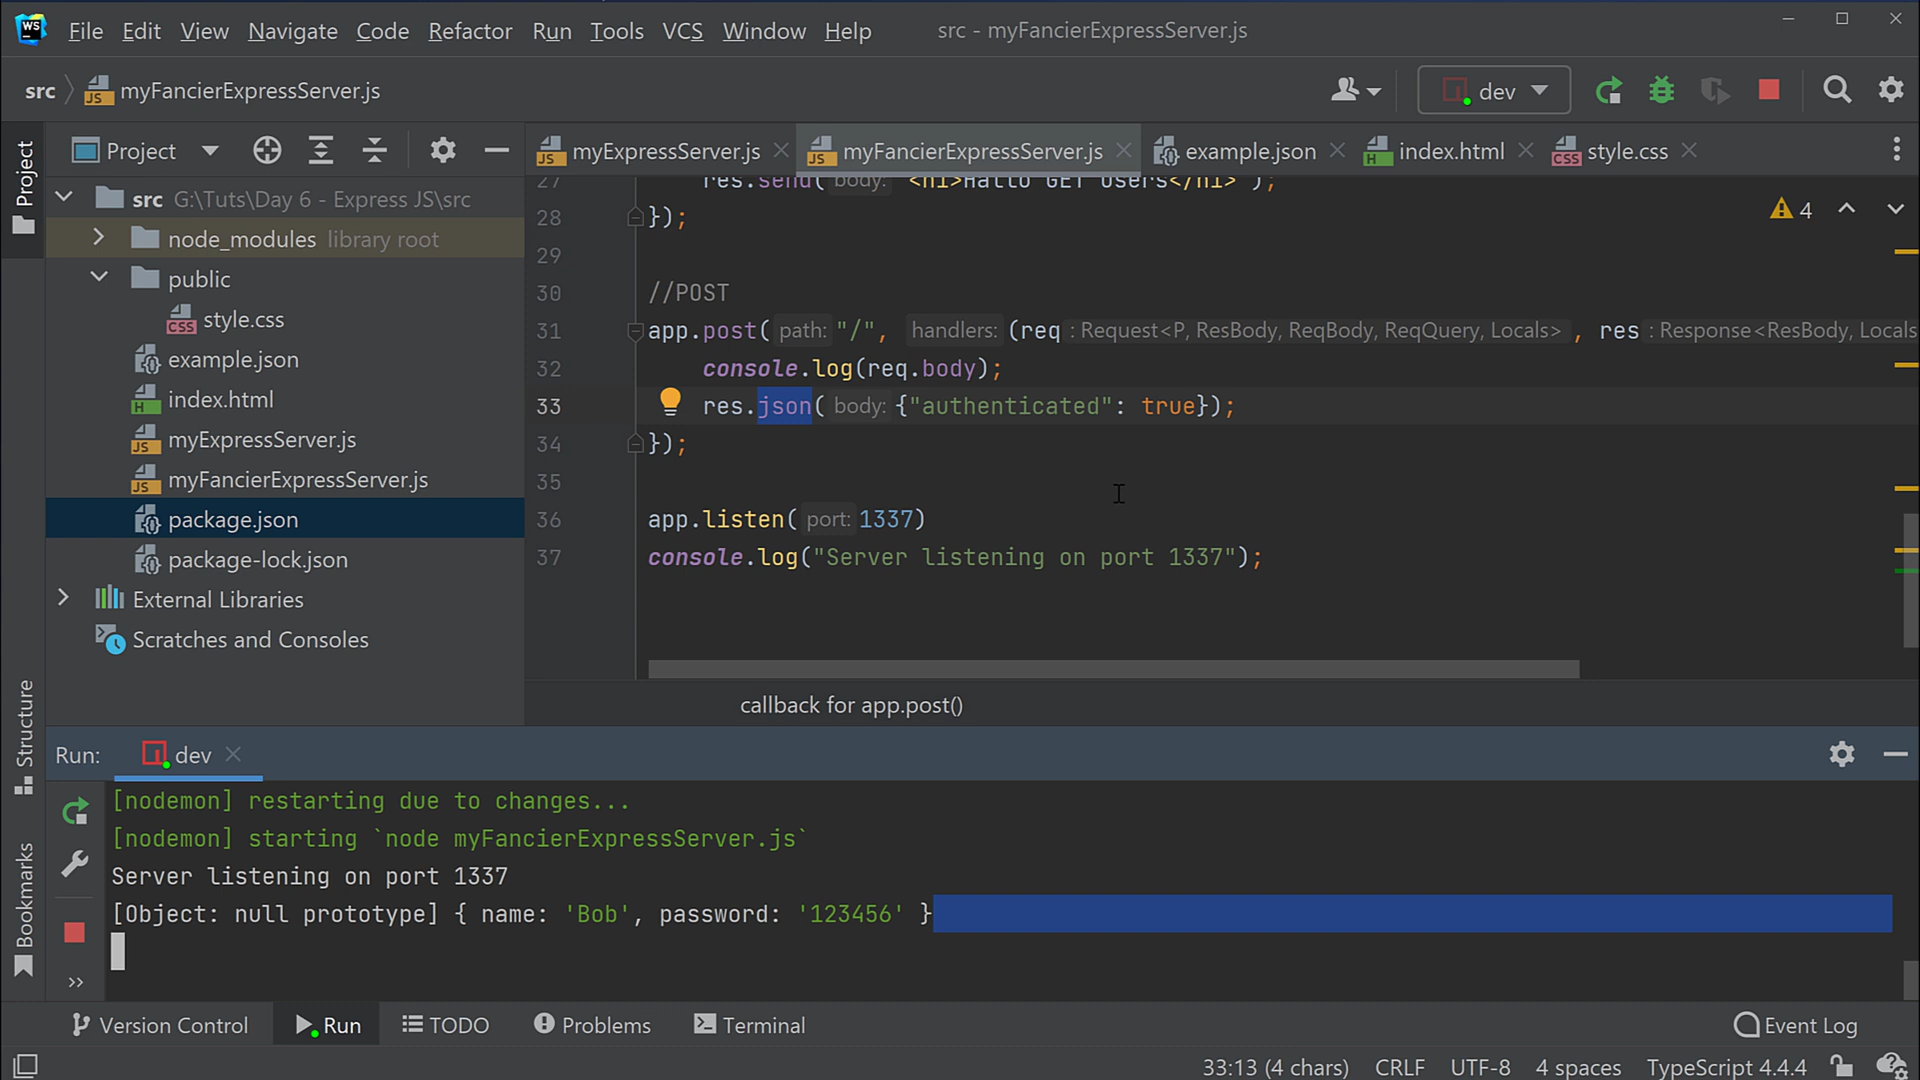 WS File Edit View Navigate Code Refactor Run Tools VCS Window Help src - myFancierExpressServer.js
src myFancierExpressServer.js dev
Project
Project
myExpressServer.js myFancierExpressServer.js example.json index.html style.css
src G:\Tuts\Day 6 - Express JS\src
node_modules library root
public
style.css
example.json
index.html
myExpressServer.js
myFancierExpressServer.js
package.json
package-lock.json
External Libraries
Scratches and Consoles
4
27 res.send( body: "<h1>Hallo GET Users</h1>");
28 });
29
30 //POST
31 app.post( path: "/", handlers: (req : Request<P, ResBody, ReqBody, ReqQuery, Locals> , res : Response<ResBody, Locals
32 console.log(req.body);
33 res.json( body: {"authenticated": true});
34 });
35
36 app.listen( port: 1337)
37 console.log("Server listening on port 1337");
callback for app.post()
Structure
Bookmarks
Run: dev
[nodemon] restarting due to changes...
[nodemon] starting `node myFancierExpressServer.js`
Server listening on port 1337
[Object: null prototype] { name: 'Bob', password: '123456' }
Version Control Run TODO Problems Terminal Event Log
33:13 (4 chars) CRLF UTF-8 4 spaces TypeScript 4.4.4